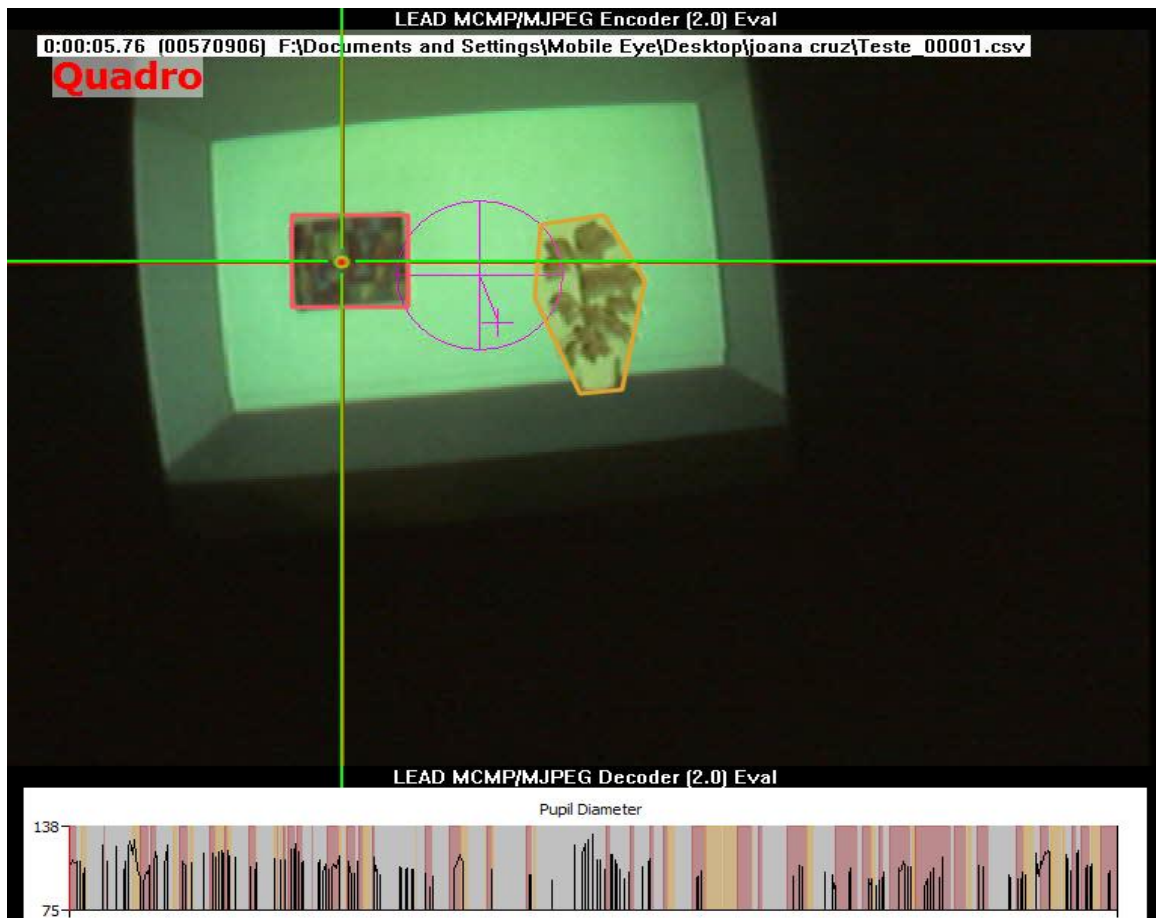 LEAD MCMP/MJPEG Encoder (2.0) Eval
0:00:05.76 (00570906) F:\Documents and Settings\Mobile Eye\Desktop\joana cruz\Teste_00001.csv
Quadro
LEAD MCMP/MJPEG Decoder (2.0) Eval
Pupil Diameter
138
75